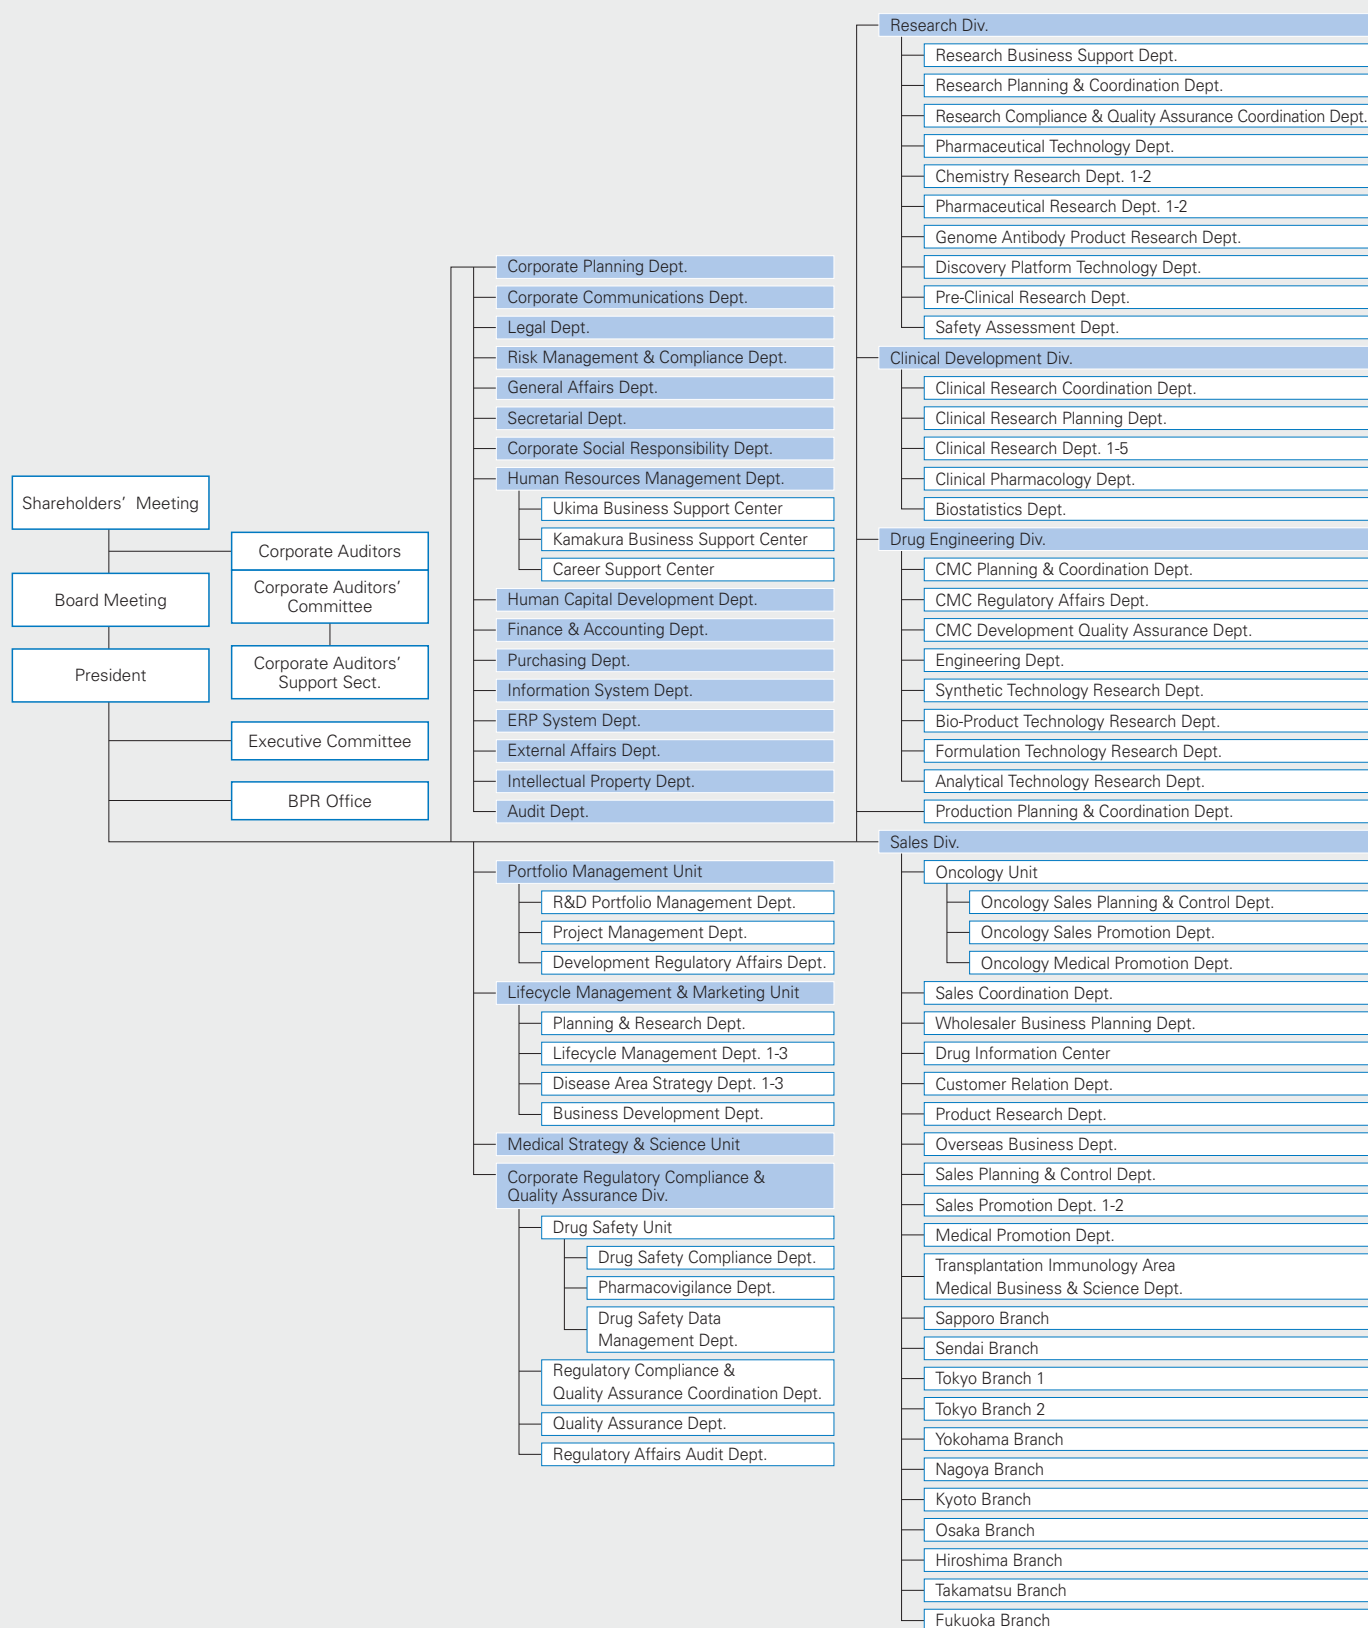 Shareholders’ Meeting
Corporate Auditors
Board Meeting
Corporate Auditors’
Committee
President
Corporate Auditors’
Support Sect.
Executive Committee
BPR Office
Corporate Planning Dept.
Corporate Communications Dept.
Legal Dept.
Risk Management & Compliance Dept.
General Affairs Dept.
Secretarial Dept.
Corporate Social Responsibility Dept.
Human Resources Management Dept.
Ukima Business Support Center
Kamakura Business Support Center
Career Support Center
Human Capital Development Dept.
Finance & Accounting Dept.
Purchasing Dept.
Information System Dept.
ERP System Dept.
External Affairs Dept.
Intellectual Property Dept.
Audit Dept.
Portfolio Management Unit
R&D Portfolio Management Dept.
Project Management Dept.
Development Regulatory Affairs Dept.
Lifecycle Management & Marketing Unit
Planning & Research Dept.
Lifecycle Management Dept. 1-3
Disease Area Strategy Dept. 1-3
Business Development Dept.
Medical Strategy & Science Unit
Corporate Regulatory Compliance &
Quality Assurance Div.
Drug Safety Unit
Drug Safety Compliance Dept.
Pharmacovigilance Dept.
Drug Safety Data
Management Dept.
Regulatory Compliance &
Quality Assurance Coordination Dept.
Quality Assurance Dept.
Regulatory Affairs Audit Dept.
Research Div.
Research Business Support Dept.
Research Planning & Coordination Dept.
Research Compliance & Quality Assurance Coordination Dept.
Pharmaceutical Technology Dept.
Chemistry Research Dept. 1-2
Pharmaceutical Research Dept. 1-2
Genome Antibody Product Research Dept.
Discovery Platform Technology Dept.
Pre-Clinical Research Dept.
Safety Assessment Dept.
Clinical Development Div.
Clinical Research Coordination Dept.
Clinical Research Planning Dept.
Clinical Research Dept. 1-5
Clinical Pharmacology Dept.
Biostatistics Dept.
Drug Engineering Div.
CMC Planning & Coordination Dept.
CMC Regulatory Affairs Dept.
CMC Development Quality Assurance Dept.
Engineering Dept.
Synthetic Technology Research Dept.
Bio-Product Technology Research Dept.
Formulation Technology Research Dept.
Analytical Technology Research Dept.
Production Planning & Coordination Dept.
Sales Div.
Oncology Unit
Oncology Sales Planning & Control Dept.
Oncology Sales Promotion Dept.
Oncology Medical Promotion Dept.
Sales Coordination Dept.
Wholesaler Business Planning Dept.
Drug Information Center
Customer Relation Dept.
Product Research Dept.
Overseas Business Dept.
Sales Planning & Control Dept.
Sales Promotion Dept. 1-2
Medical Promotion Dept.
Transplantation Immunology Area
Medical Business & Science Dept.
Sapporo Branch
Sendai Branch
Tokyo Branch 1
Tokyo Branch 2
Yokohama Branch
Nagoya Branch
Kyoto Branch
Osaka Branch
Hiroshima Branch
Takamatsu Branch
Fukuoka Branch